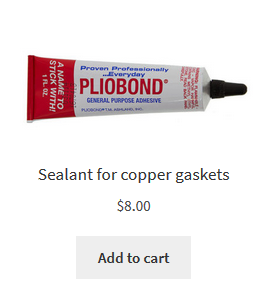 A NAME TO
STICK WITH!
1 FL. OZ.
Proven Professionally
Everyday
PLIOBOND®
GENERAL PURPOSE ADHESIVE
Sealant for copper gaskets
$8.00
Add to cart